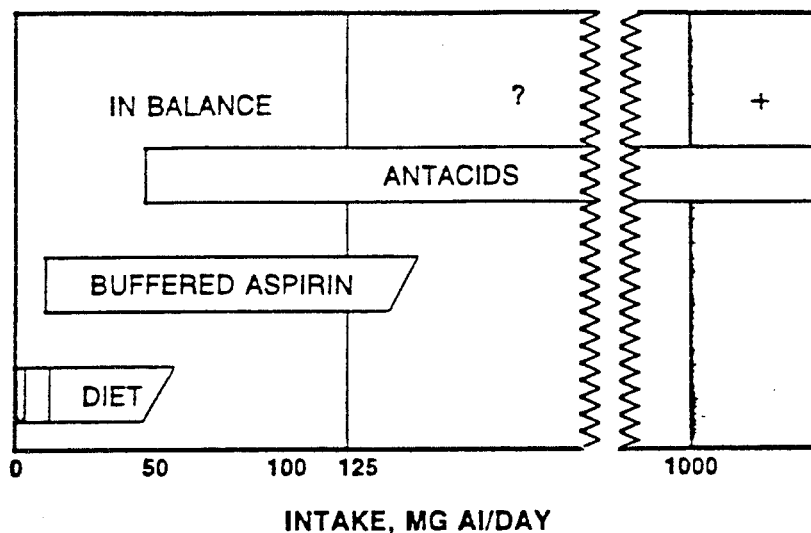 IN BALANCE
?
+
ANTACIDS
BUFFERED ASPIRIN
DIET
0 50 100 125 1000
INTAKE, MG Al/DAY